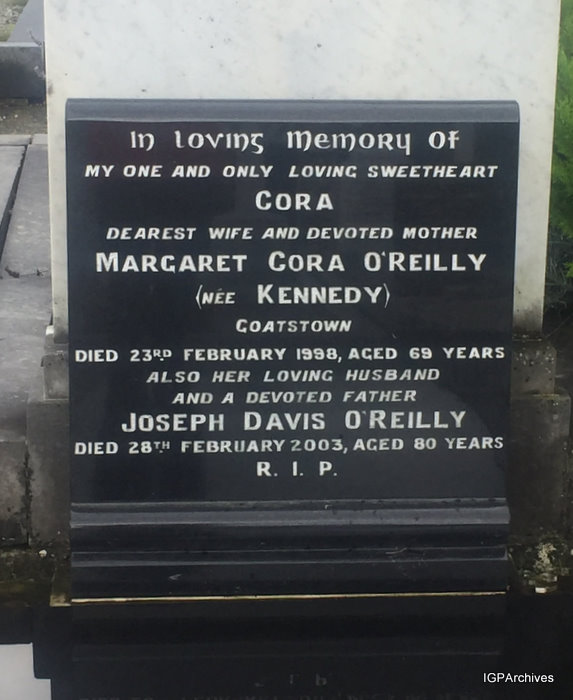 In Loving Memory Of
MY ONE AND ONLY LOVING SWEETHEART
CORA
DEAREST WIFE AND DEVOTED MOTHER
MARGARET CORA O'REILLY
(NÉE KENNEDY)
GOATSTOWN
DIED 23RD FEBRUARY 1998, AGED 69 YEARS
ALSO HER LOVING HUSBAND
AND A DEVOTED FATHER
JOSEPH DAVIS O'REILLY
DIED 28TH FEBRUARY 2003, AGED 80 YEARS
R. I. P.
IGPArchives